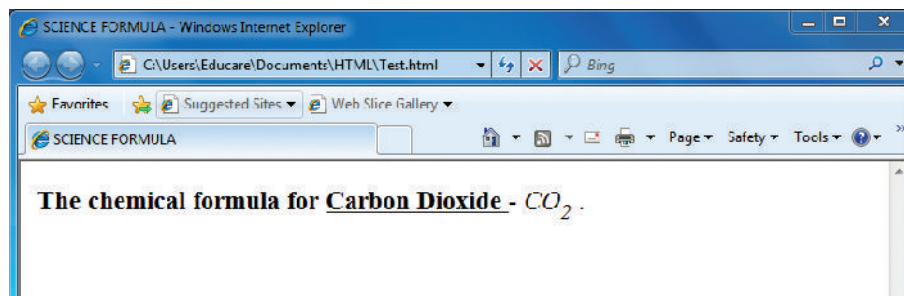 SCIENCE FORMULA - Windows Internet Explorer
C:\Users\Educare\Documents\HTML\Test.html Bing
Favorites Suggested Sites Web Slice Gallery
SCIENCE FORMULA Page Safety Tools »
The chemical formula for Carbon Dioxide - CO₂ .